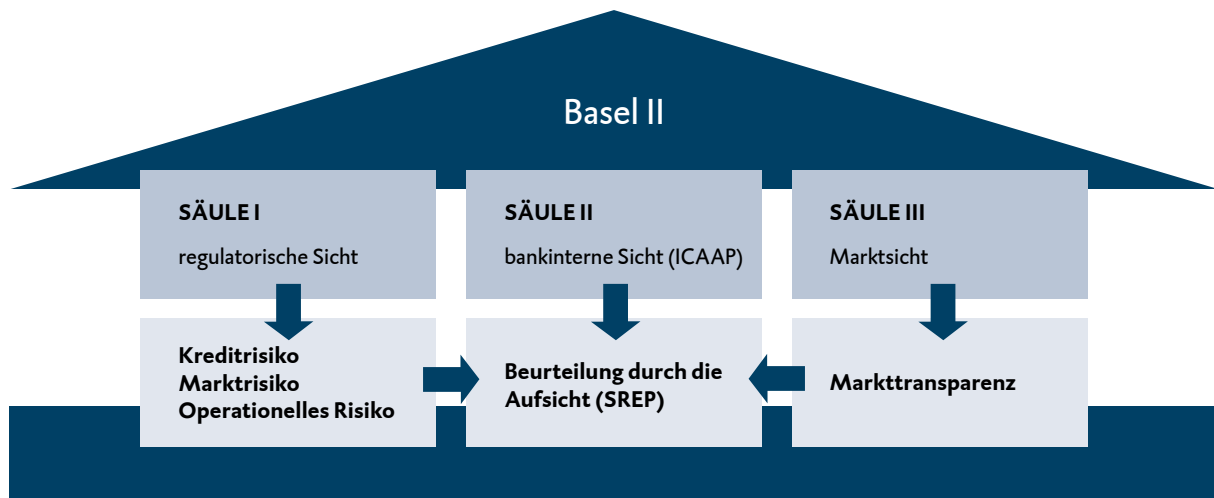 Basel II
SÄULE I
regulatorische Sicht
SÄULE II
bankinterne Sicht (ICAAP)
SÄULE III
Marktsicht
Kreditrisiko
Marktrisiko
Operationelles Risiko
Beurteilung durch die
Aufsicht (SREP)
Markttransparenz